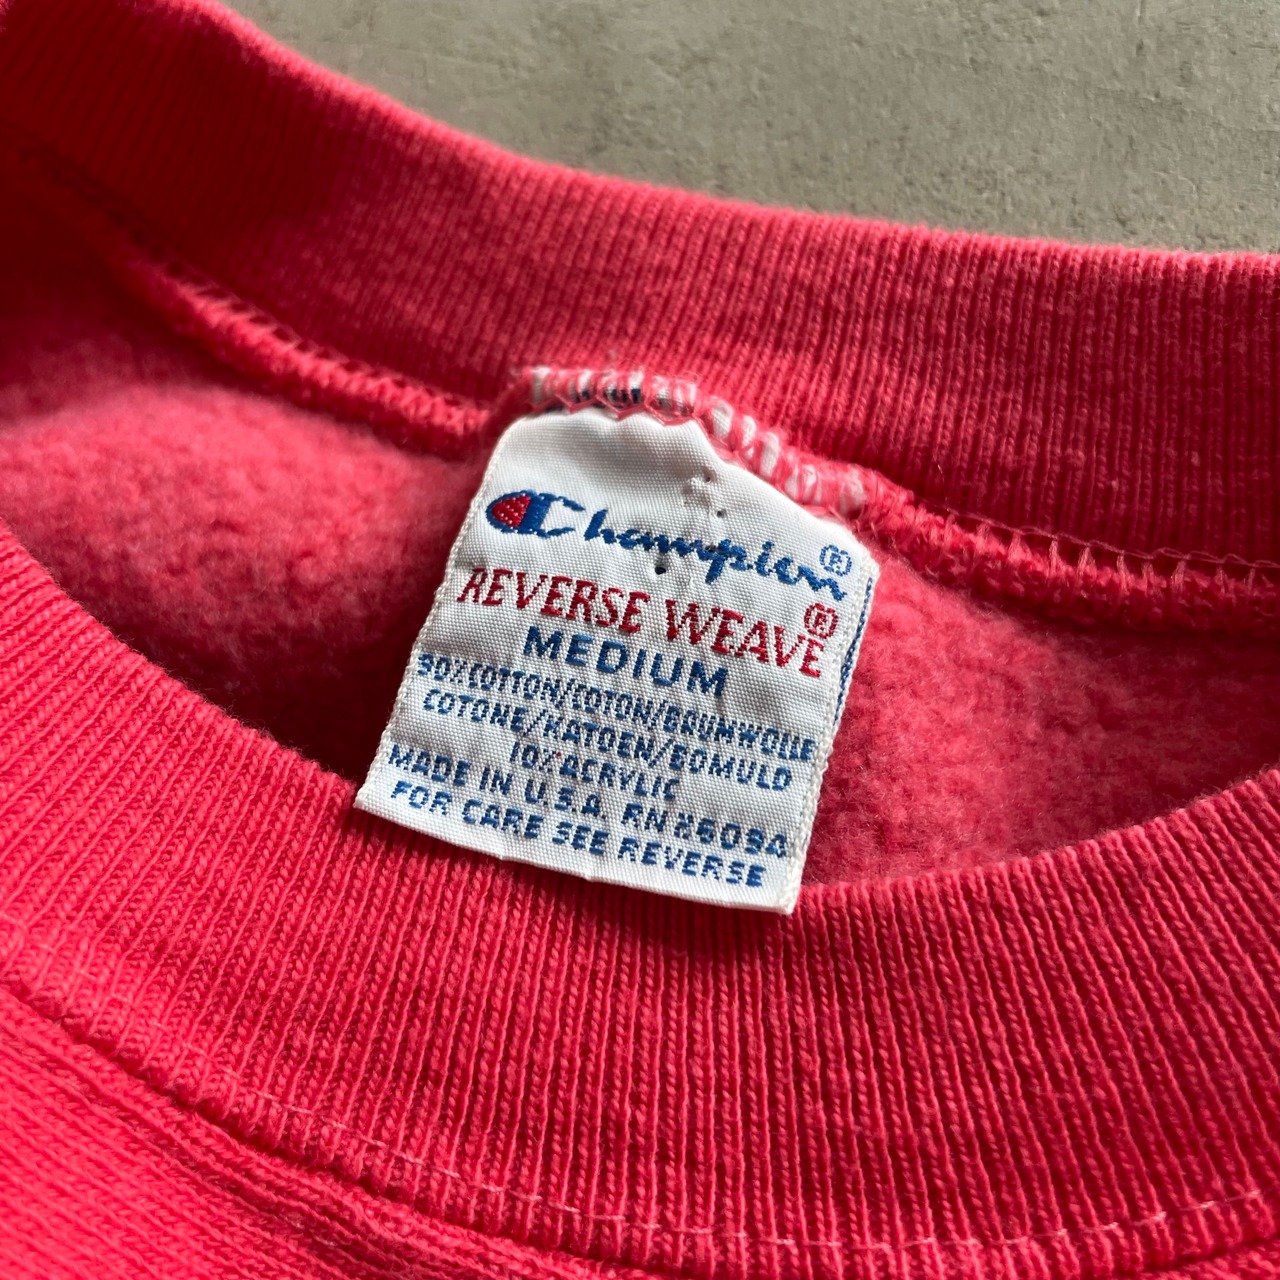 Champion®
REVERSE WEAVE®
MEDIUM
90% COTTON/COTON/BAUMWOLLE
COTONE/KATOEN/BOMULD
10% ACRYLIC
MADE IN U.S.A. RN 26094
FOR CARE SEE REVERSE